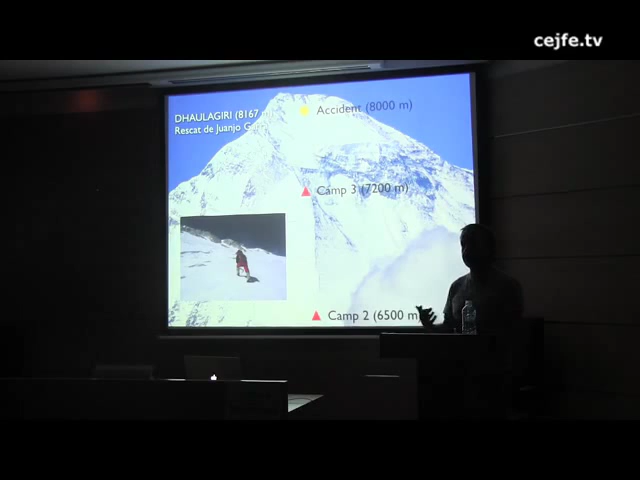 cejfe.tv
DHAULAGIRI (8167
Rescat de Juanjo
Accident (8000 m)
Camp 3 (7200 m)
Camp 2 (6500 m